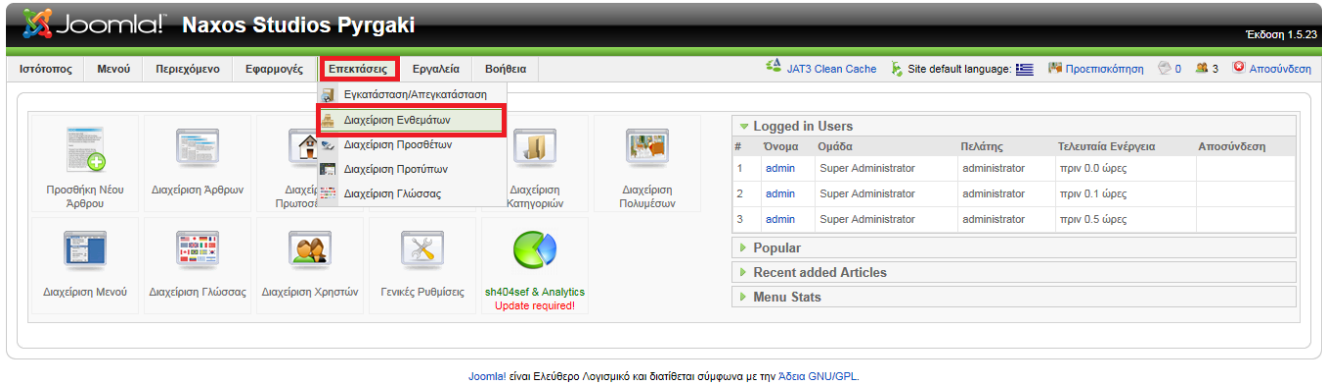 Joomla! Naxos Studios Pyrgaki
Έκδοση 1.5.23
Ιστότοπος Μενού Περιεχόμενο Εφαρμογές Επεκτάσεις Εργαλεία Βοήθεια JAT3 Clean Cache Site default language: Προεπισκόπηση 0 3 Αποσύνδεση
Εγκατάσταση/Απεγκατάσταση
Διαχείριση Ενθεμάτων
Διαχείριση Προσθέτων
Διαχείριση Προτύπων
Διαχείριση Γλώσσας
Προσθήκη Νέου
Άρθρου
Διαχείριση Άρθρων
Διαχείριση
Κατηγοριών
Διαχείριση
Πολυμέσων
Διαχείριση Μενού
Διαχείριση Γλώσσας
Διαχείριση Χρηστών
Γενικές Ρυθμίσεις
sh404sef & Analytics
Update required!
Logged in Users
# Όνομα Ομάδα Πελάτης Τελευταία Ενέργεια Αποσύνδεση
1 admin Super Administrator administrator πριν 0.0 ώρες
2 admin Super Administrator administrator πριν 0.1 ώρες
3 admin Super Administrator administrator πριν 0.5 ώρες
Popular
Recent added Articles
Menu Stats
Joomla! είναι Ελεύθερο Λογισμικό και διατίθεται σύμφωνα με την Άδεια GNU/GPL.